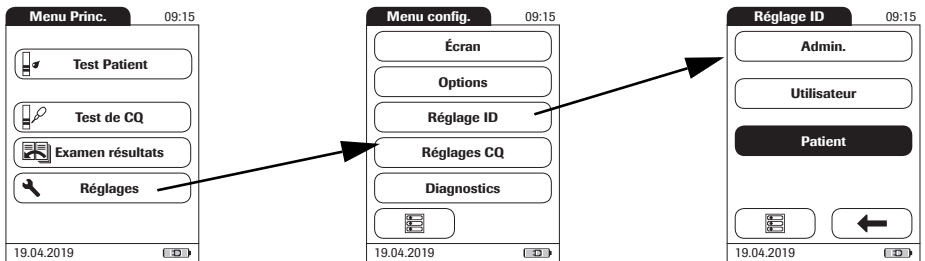 Menu Princ. 09:15
Test Patient
Test de CQ
Examen résultats
Réglages
19.04.2019
Menu config. 09:15
Écran
Options
Réglage ID
Réglages CQ
Diagnostics
19.04.2019
Réglage ID 09:15
Admin.
Utilisateur
Patient
19.04.2019